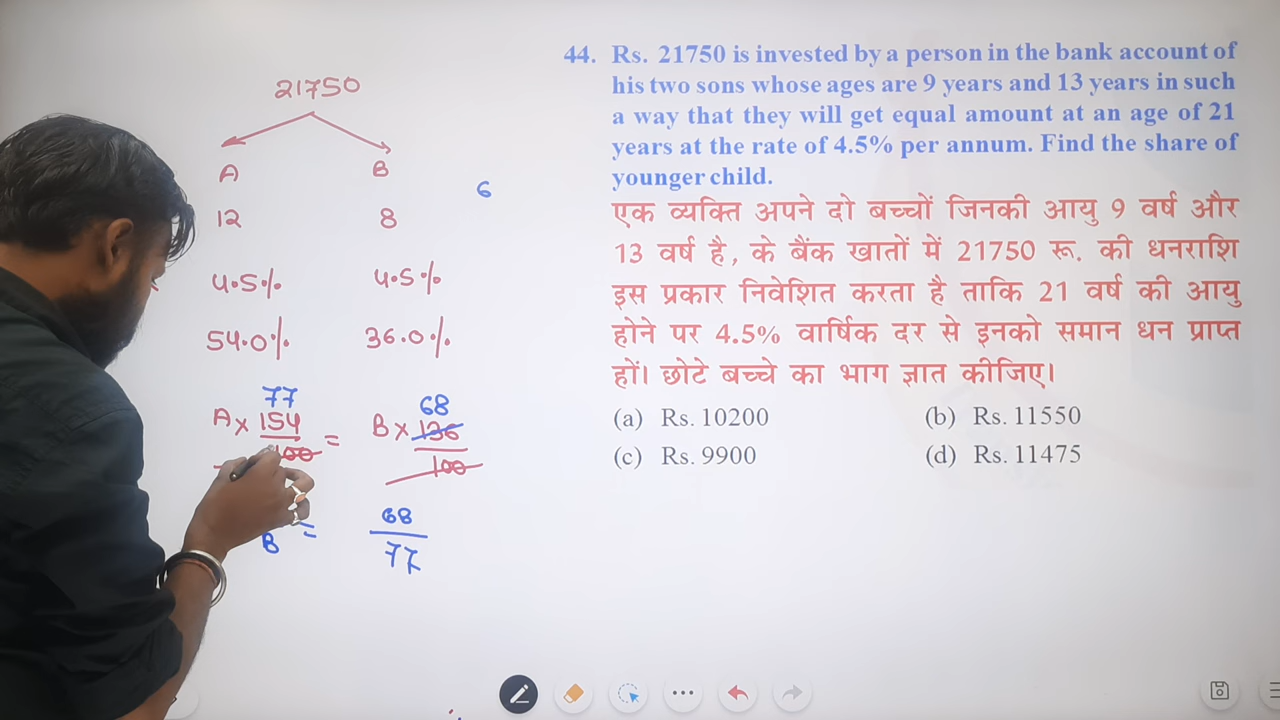 21750
A B
6
12 8
4.5% 4.5%
54.0% 36.0%
77 68
A x 154 = B x 136
100 100
68
B = 77
44. Rs. 21750 is invested by a person in the bank account of
his two sons whose ages are 9 years and 13 years in such
a way that they will get equal amount at an age of 21
years at the rate of 4.5% per annum. Find the share of
younger child.
एक व्यक्ति अपने दो बच्चों जिनकी आयु 9 वर्ष और
13 वर्ष है, के बैंक खातों में 21750 रू. की धनराशि
इस प्रकार निवेशित करता है ताकि 21 वर्ष की आयु
होने पर 4.5% वार्षिक दर से इनको समान धन प्राप्त
हों। छोटे बच्चे का भाग ज्ञात कीजिए।
(a) Rs. 10200 (b) Rs. 11550
(c) Rs. 9900 (d) Rs. 11475